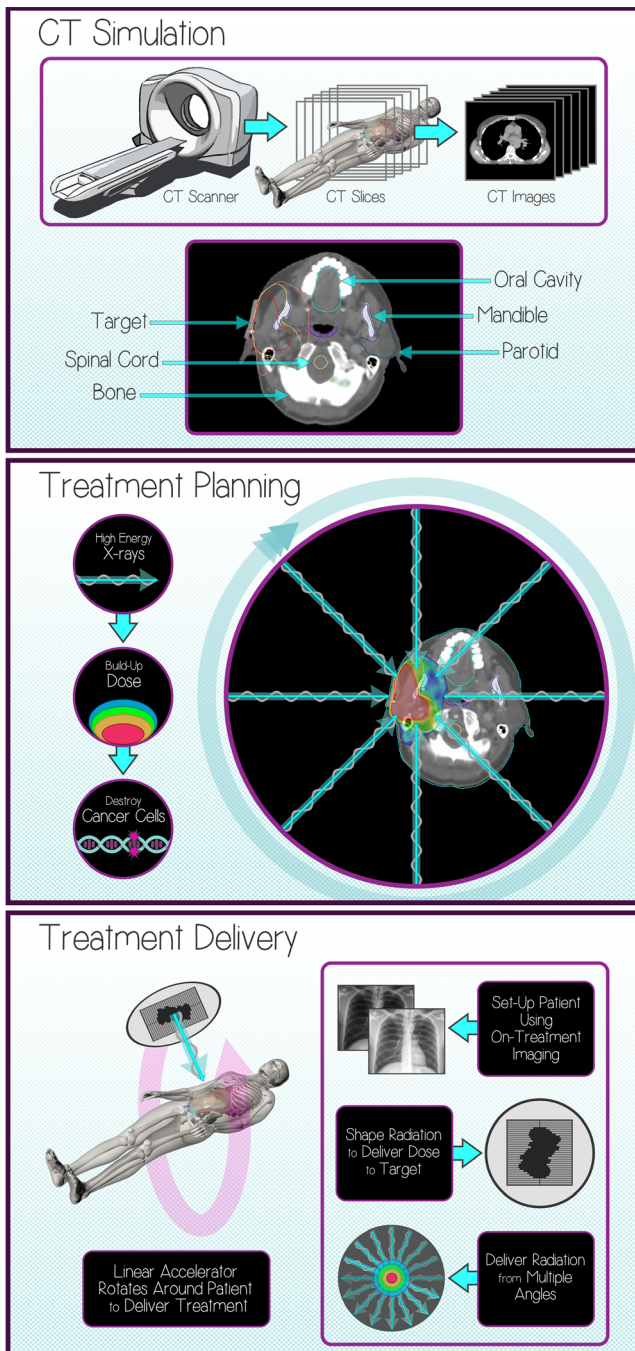 CT Simulation
CT Scanner
CT Slices
CT Images
Target
Spinal Cord
Bone
Oral Cavity
Mandible
Parotid
Treatment Planning
High Energy
X-rays
Build-Up
Dose
Destroy
Cancer Cells
Treatment Delivery
Linear Accelerator
Rotates Around Patient
to Deliver Treatment
Set-Up Patient
Using
On-Treatment
Imaging
Shape Radiation
to Deliver Dose
to Target
Deliver Radiation
from Multiple
Angles